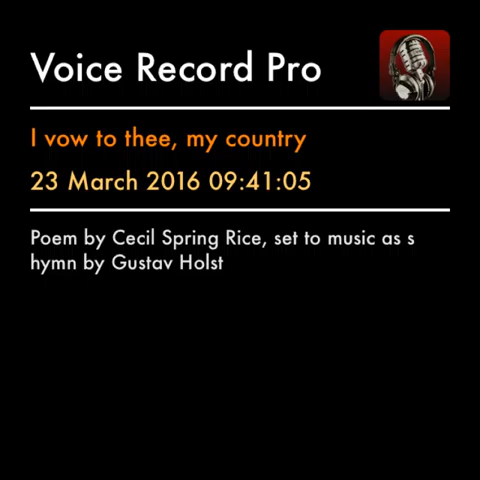 Voice Record Pro
I vow to thee, my country
23 March 2016 09:41:05
Poem by Cecil Spring Rice, set to music as s
hymn by Gustav Holst